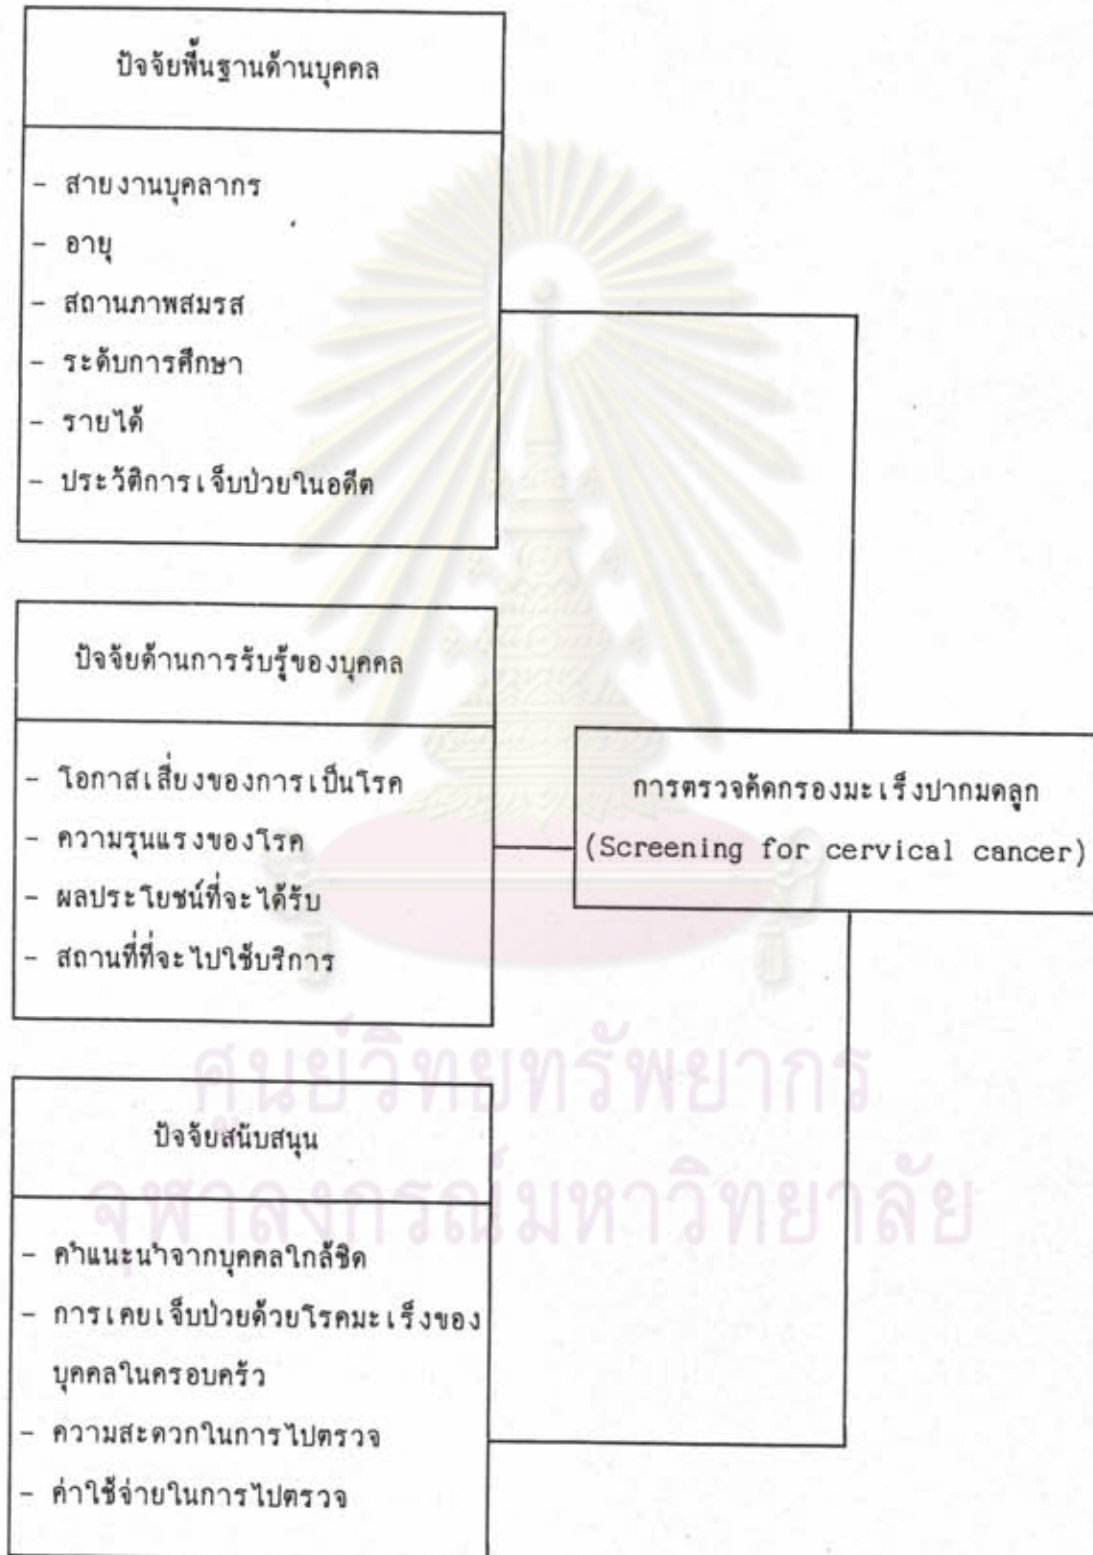 ปัจจัยพื้นฐานด้านบุคคล
- สายงานบุคลากร
- อายุ
- สถานภาพสมรส
- ระดับการศึกษา
- รายได้
- ประวัติการเจ็บป่วยในอดีต
ปัจจัยด้านการรับรู้ของบุคคล
- โอกาสเสี่ยงของการเป็นโรค
- ความรุนแรงของโรค
- ผลประโยชน์ที่จะได้รับ
- สถานที่ที่จะไปใช้บริการ
การตรวจคัดกรองมะเร็งปากมดลูก
(Screening for cervical cancer)
ศูนย์วิทยทรัพยากร
จุฬาลงกรณ์มหาวิทยาลัย
ปัจจัยสนับสนุน
- คำแนะนำจากบุคคลใกล้ชิด
- การเคยเจ็บป่วยด้วยโรคมะเร็งของ
บุคคลในครอบครัว
- ความสะดวกในการไปตรวจ
- ค่าใช้จ่ายในการไปตรวจ